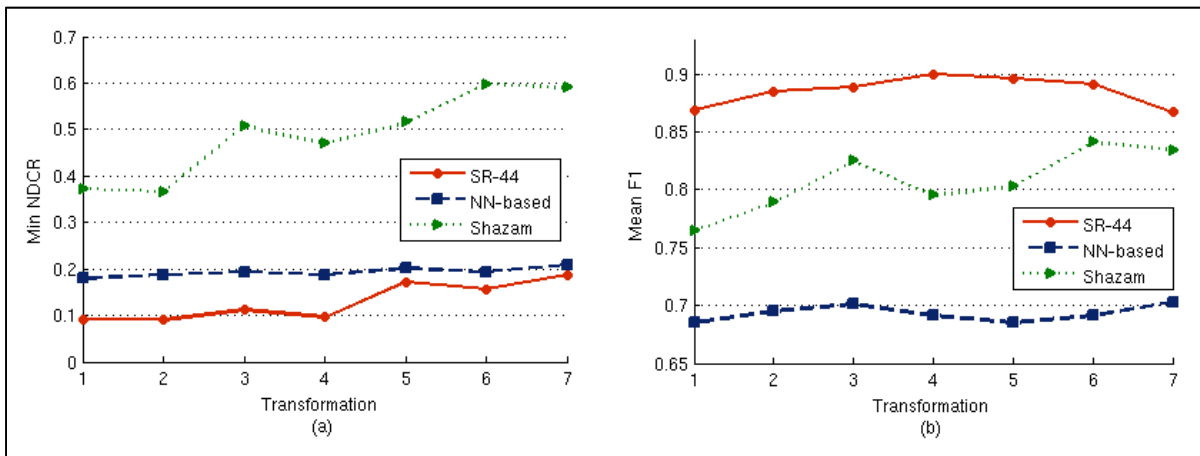 0.7
0.6
0.5
0.4
0.3
0.2
0.1
0
Min NDCR
SR-44
NN-based
Shazam
1 2 3 4 5 6 7
Transformation
(a)
0.9
0.85
0.8
0.75
0.7
0.65
Mean F1
SR-44
NN-based
Shazam
1 2 3 4 5 6 7
Transformation
(b)